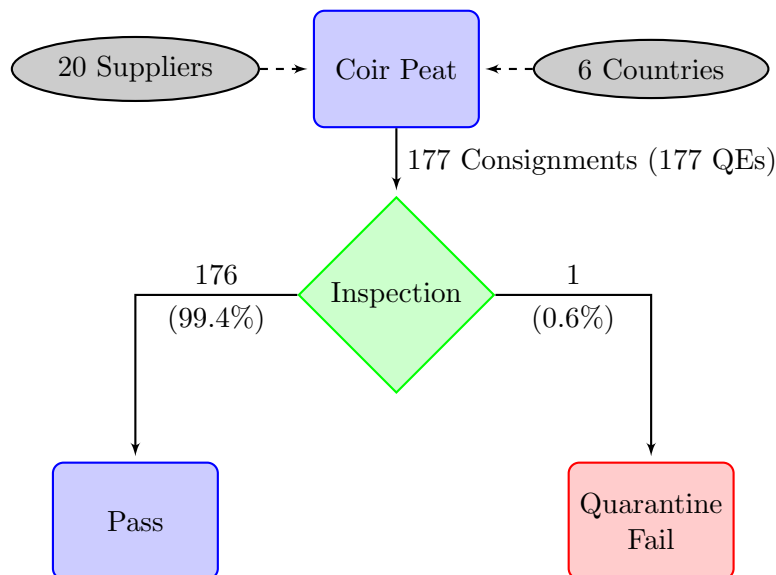 20 Suppliers
Coir Peat
6 Countries
177 Consignments (177 QEs)
176
(99.4%)
Inspection
1
(0.6%)
Pass
Quarantine
Fail